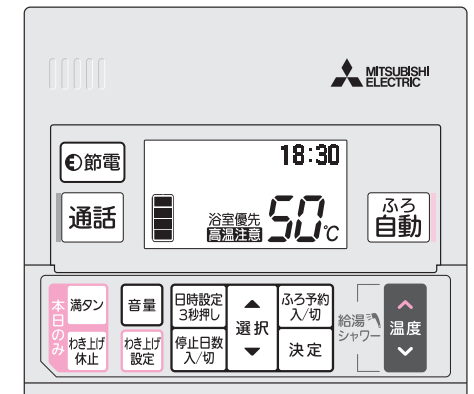 MITSUBISHI
ELECTRIC
節電
18:30
通話
浴室優先
高温注意
50℃
ふろ
自動
本日のみ
満タン
わき上げ
休止
音量
わき上げ
設定
日時設定
3秒押し
停止日数
入/切
選択
ふろ予約
入/切
決定
給湯
シャワー
温度